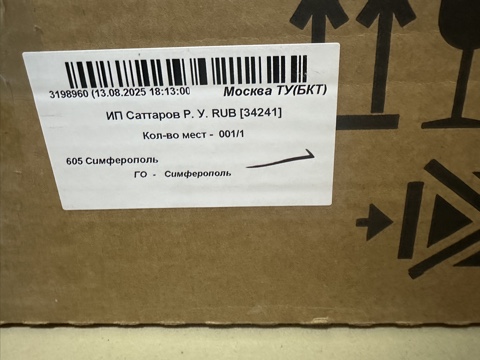 3198960 (13.08.2025 18:13:00 Москва ТУ(БКТ)
ИП Саттаров Р. У. RUB [34241]
Кол-во мест - 001/1
605 Симферополь
ГО - Симферополь